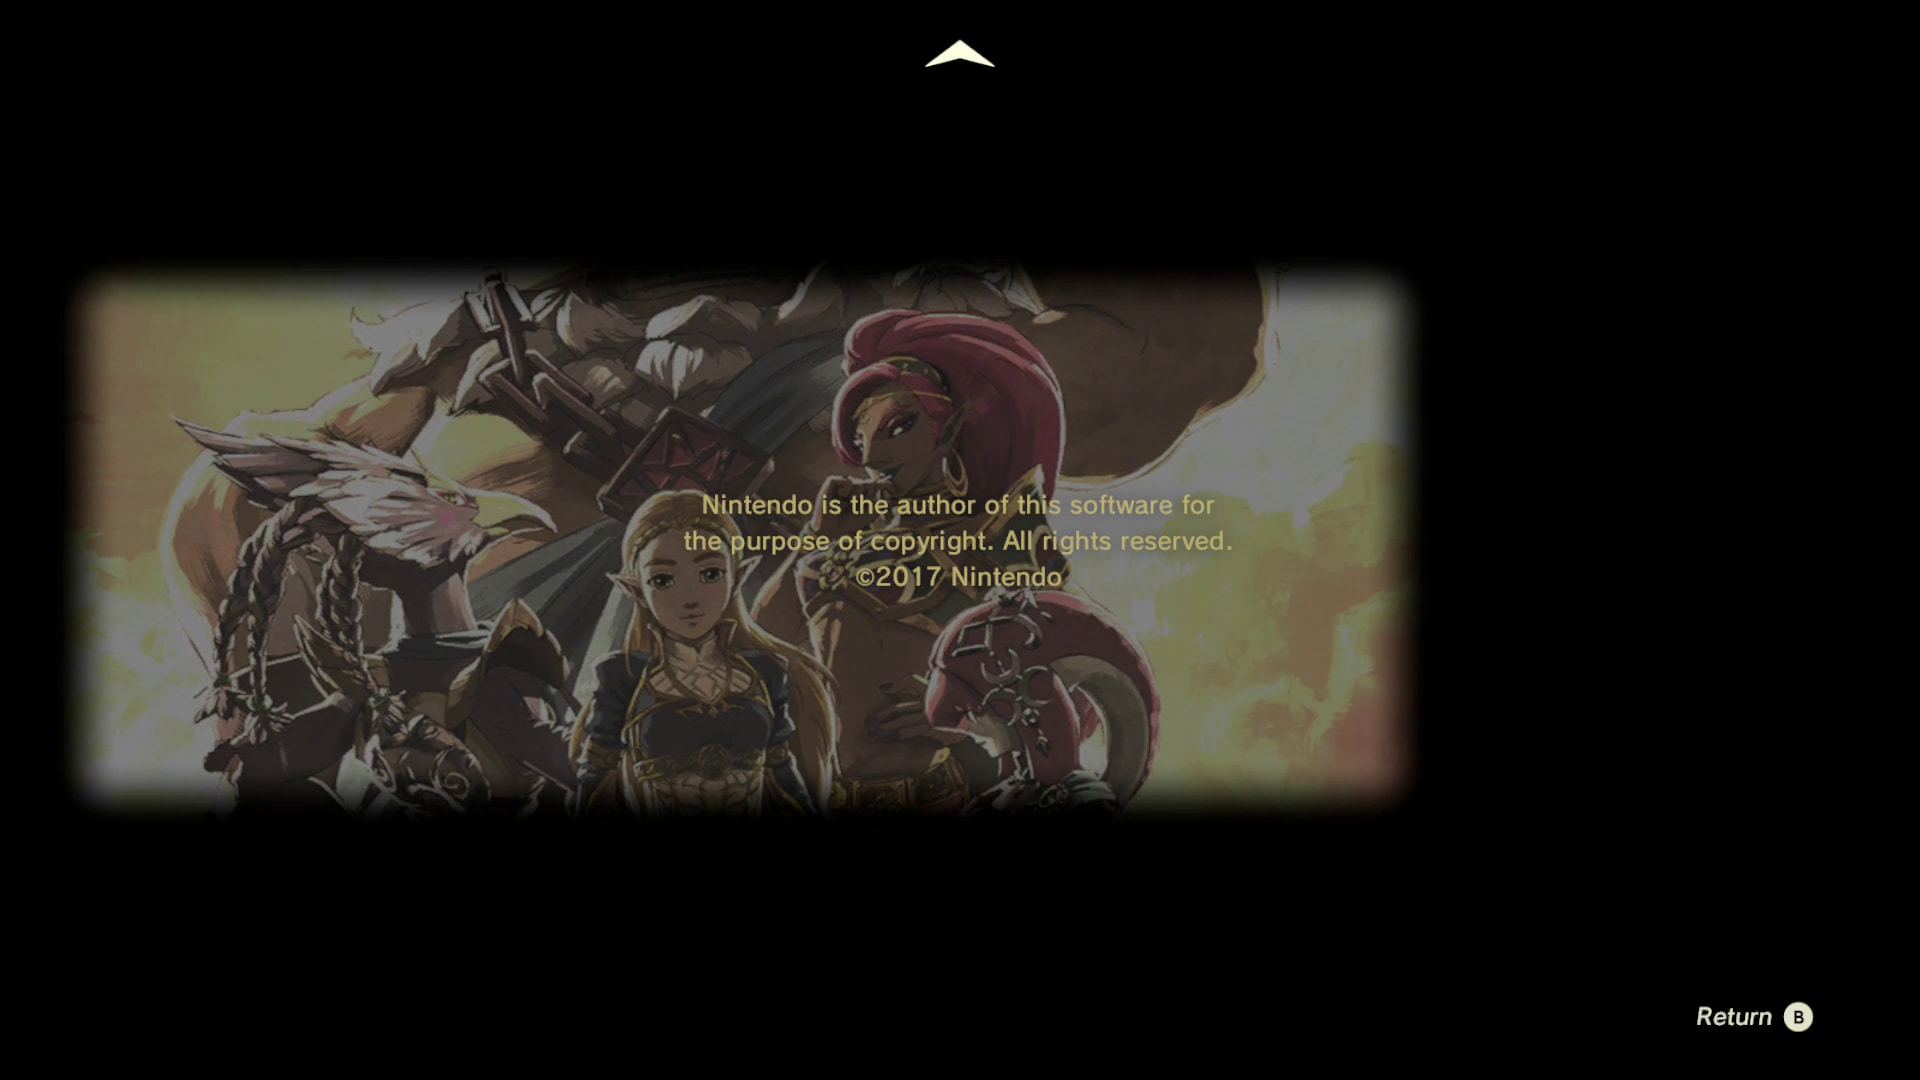 Nintendo is the author of this software for
the purpose of copyright. All rights reserved.
©2017 Nintendo
Return B